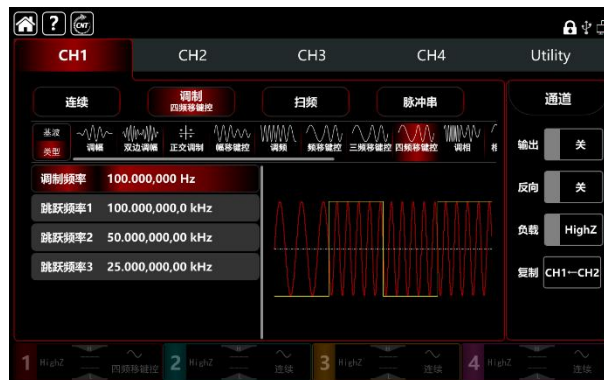 ? CNT
CH1 CH2 CH3 CH4 Utility
连续 调制 扫频 脉冲串 通道
四频移键控
基波
类型 调幅 双边调幅 正交调制 幅移键控 调频 频移键控 三频移键控 四频移键控 调相
输出 关
调制频率 100.000,000 Hz
反向 关
跳跃频率1 100.000,000,0 kHz
跳跃频率2 50.000,000,00 kHz
负载 HighZ
跳跃频率3 25.000,000,00 kHz
复制 CH1←CH2
1 HighZ 四频移键控 2 HighZ 连续 3 HighZ 连续 4 HighZ 连续